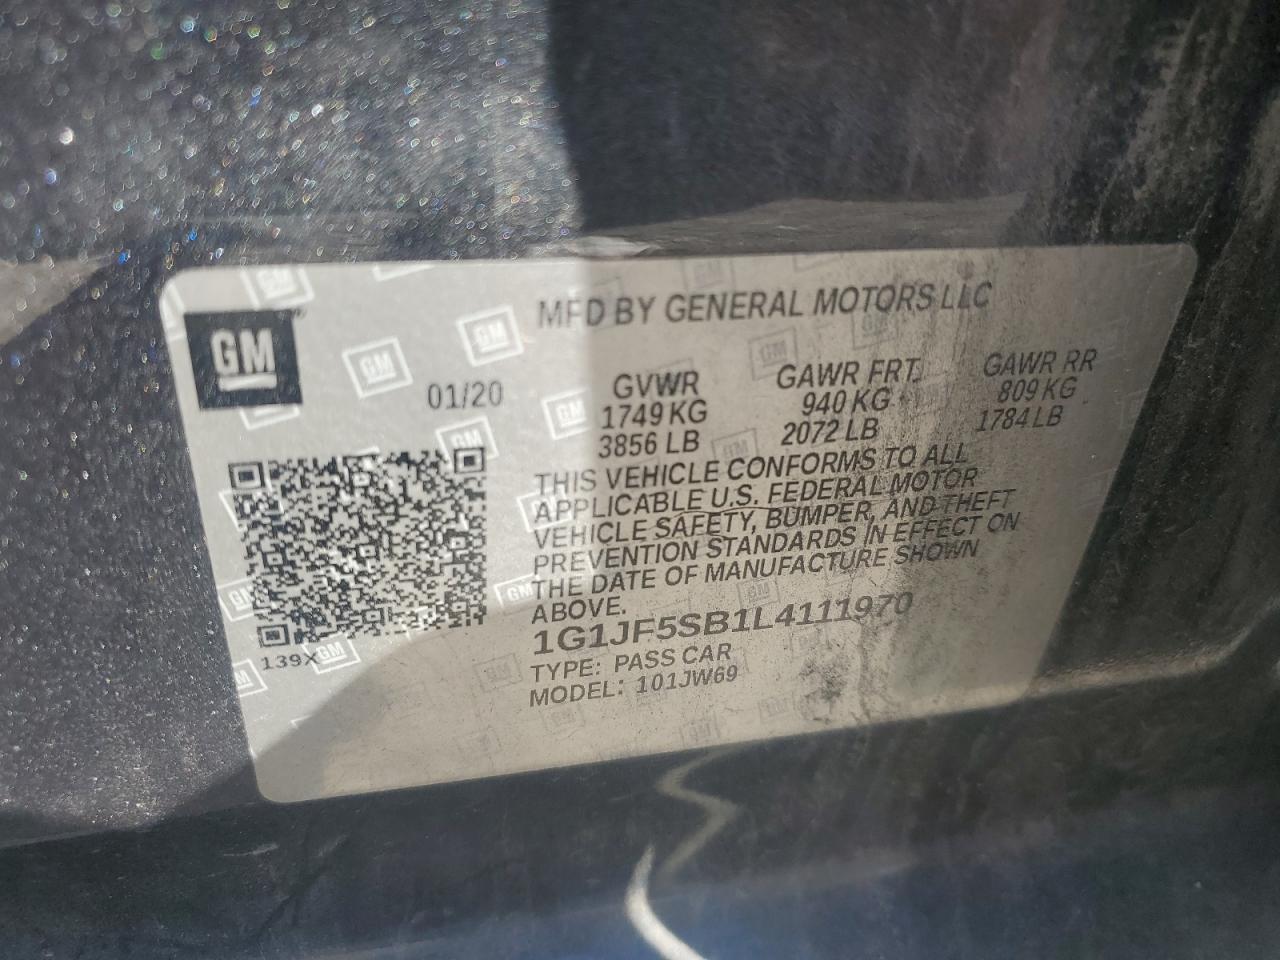 MFD BY GENERAL MOTORS LLC
GM
01/20
GVWR GAWR FRT. GAWR RR
1749 KG 940 KG 809 KG
3856 LB 2072 LB 1784 LB
THIS VEHICLE CONFORMS TO ALL
APPLICABLE U.S. FEDERAL MOTOR
VEHICLE SAFETY, BUMPER, AND THEFT
PREVENTION STANDARDS IN EFFECT ON
THE DATE OF MANUFACTURE SHOWN
ABOVE.
1G1JF5SB1L4111970
139X
TYPE: PASS CAR
MODEL: 101JW69